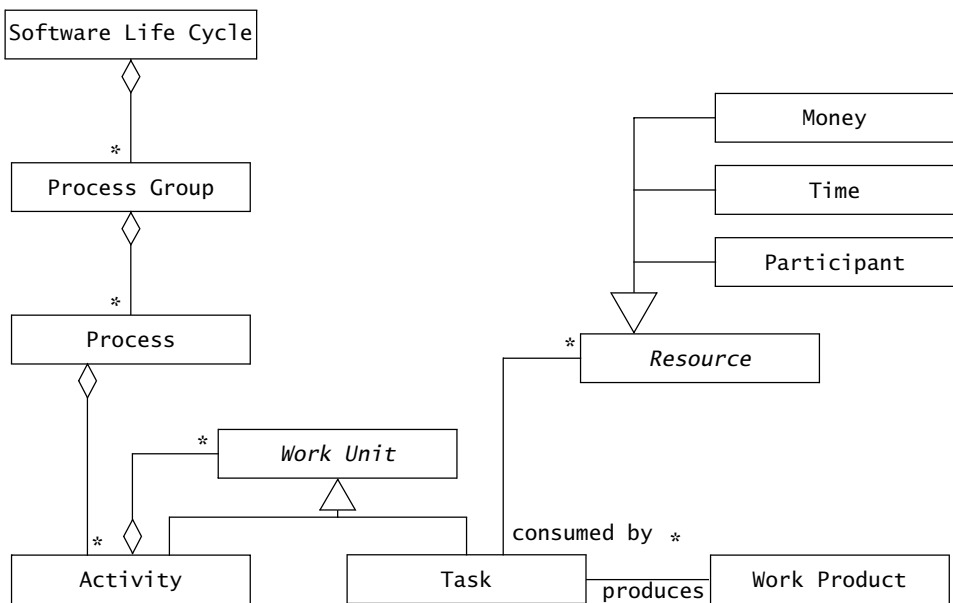 Software Life Cycle
*
Money
Process Group
Time
*
Participant
Process
*
Resource
*
Work Unit
*
consumed by *
Activity
Task
Work Product
produces